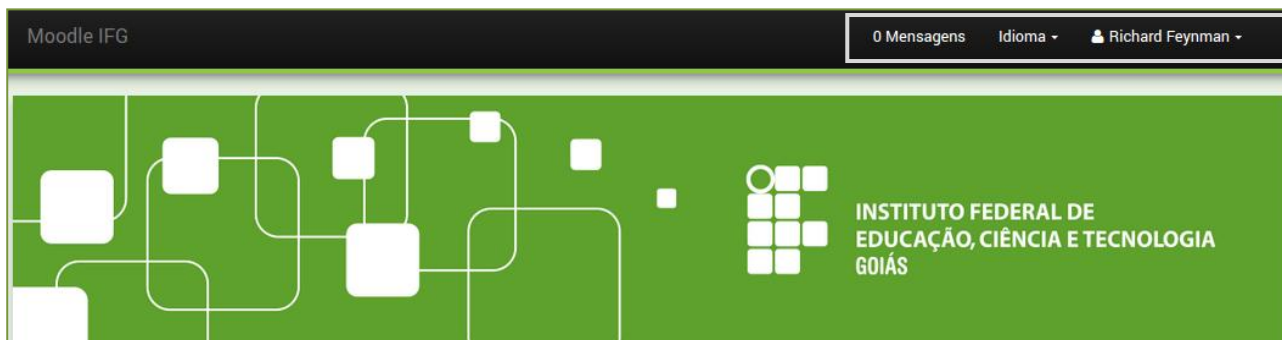 Moodle IFG 0 Mensagens Idioma Richard Feynman
INSTITUTO FEDERAL DE
EDUCAÇÃO, CIÊNCIA E TECNOLOGIA
GOIÁS